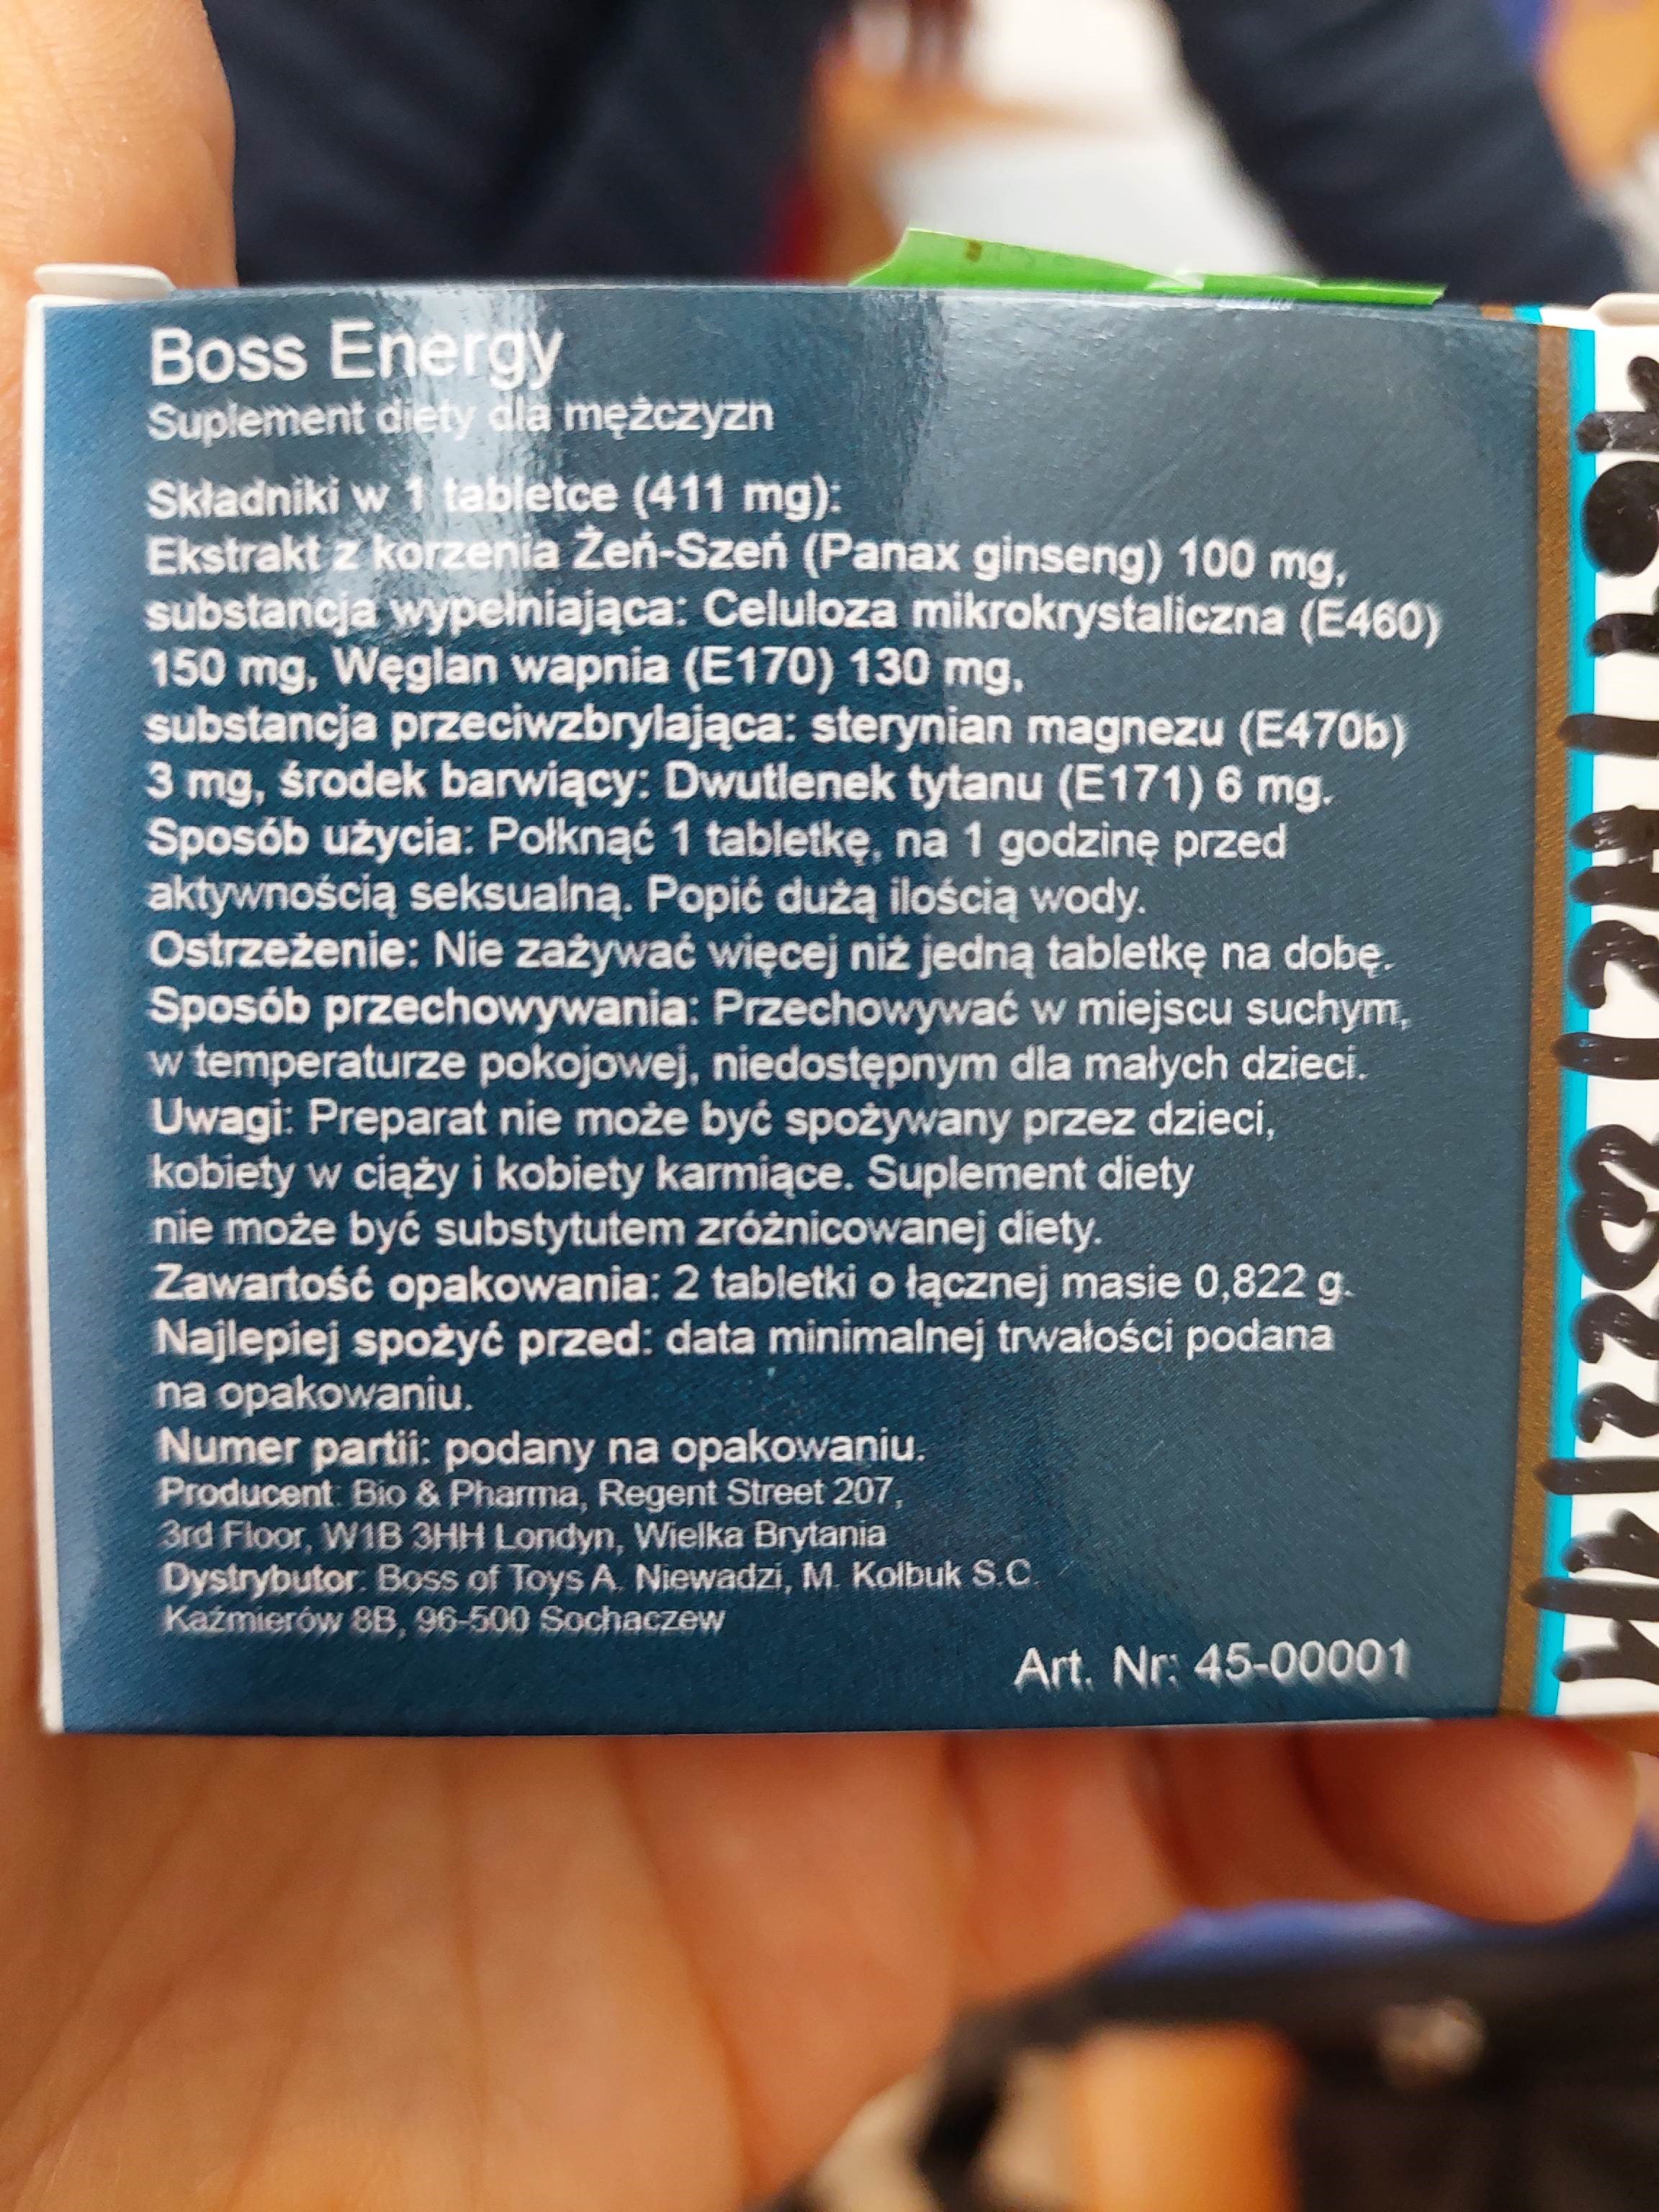 Boss Energy
Suplement diety dla mężczyzn
Składniki w 1 tabletce (411 mg):
Ekstrakt z korzenia Żeń-Szeń (Panax ginseng) 100 mg,
substancja wypełniająca: Celuloza mikrokrystaliczna (E460)
150 mg, Węglan wapnia (E170) 130 mg,
substancja przeciwzbrylająca: sterynian magnezu (E470b)
3 mg, środek barwiący: Dwutlenek tytanu (E171) 6 mg.
Sposób użycia: Połknąć 1 tabletkę, na 1 godzinę przed
aktywnością seksualną. Popić dużą ilością wody.
Ostrzeżenie: Nie zażywać więcej niż jedną tabletkę na dobę.
Sposób przechowywania: Przechowywać w miejscu suchym,
w temperaturze pokojowej, niedostępnym dla małych dzieci.
Uwagi: Preparat nie może być spożywany przez dzieci,
kobiety w ciąży i kobiety karmiące. Suplement diety
nie może być substytutem zróżnicowanej diety.
Zawartość opakowania: 2 tabletki o łącznej masie 0,822 g.
Najlepiej spożyć przed: data minimalnej trwałości podana
na opakowaniu.
Numer partii: podany na opakowaniu.
Producent: Bio & Pharma, Regent Street 207,
3rd Floor, W1B 3HH Londyn, Wielka Brytania
Dystrybutor: Boss of Toys A. Niewadzi, M. Kolbuk S.C.
Kaźmierów 8B, 96-500 Sochaczew
Art. Nr: 45-00001